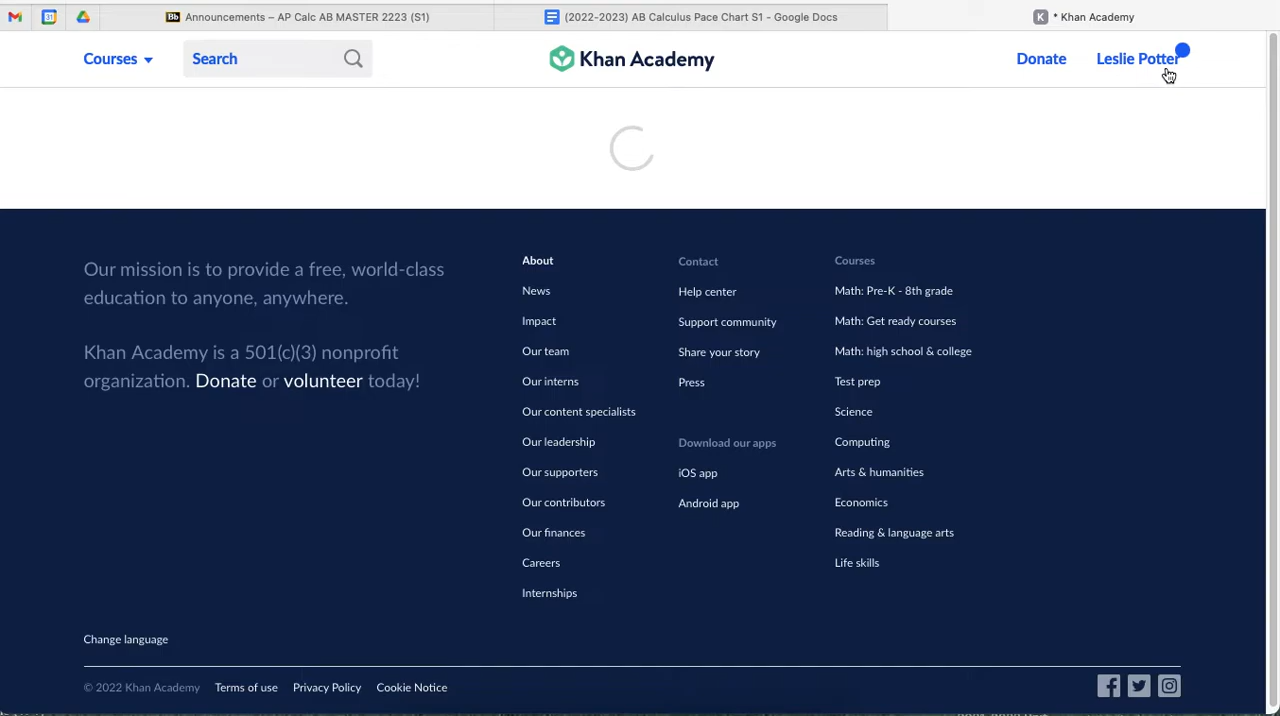 Announcements – AP Calc AB MASTER 2223 (S1)
(2022-2023) AB Calculus Pace Chart S1 - Google Docs
* Khan Academy
Courses
Search
Khan Academy
Donate
Leslie Potter
Our mission is to provide a free, world-class
education to anyone, anywhere.
Khan Academy is a 501(c)(3) nonprofit
organization. Donate or volunteer today!
About
News
Impact
Our team
Our interns
Our content specialists
Our leadership
Our supporters
Our contributors
Our finances
Careers
Internships
Contact
Help center
Support community
Share your story
Press
Download our apps
iOS app
Android app
Courses
Math: Pre-K - 8th grade
Math: Get ready courses
Math: high school & college
Test prep
Science
Computing
Arts & humanities
Economics
Reading & language arts
Life skills
Change language
© 2022 Khan Academy
Terms of use
Privacy Policy
Cookie Notice